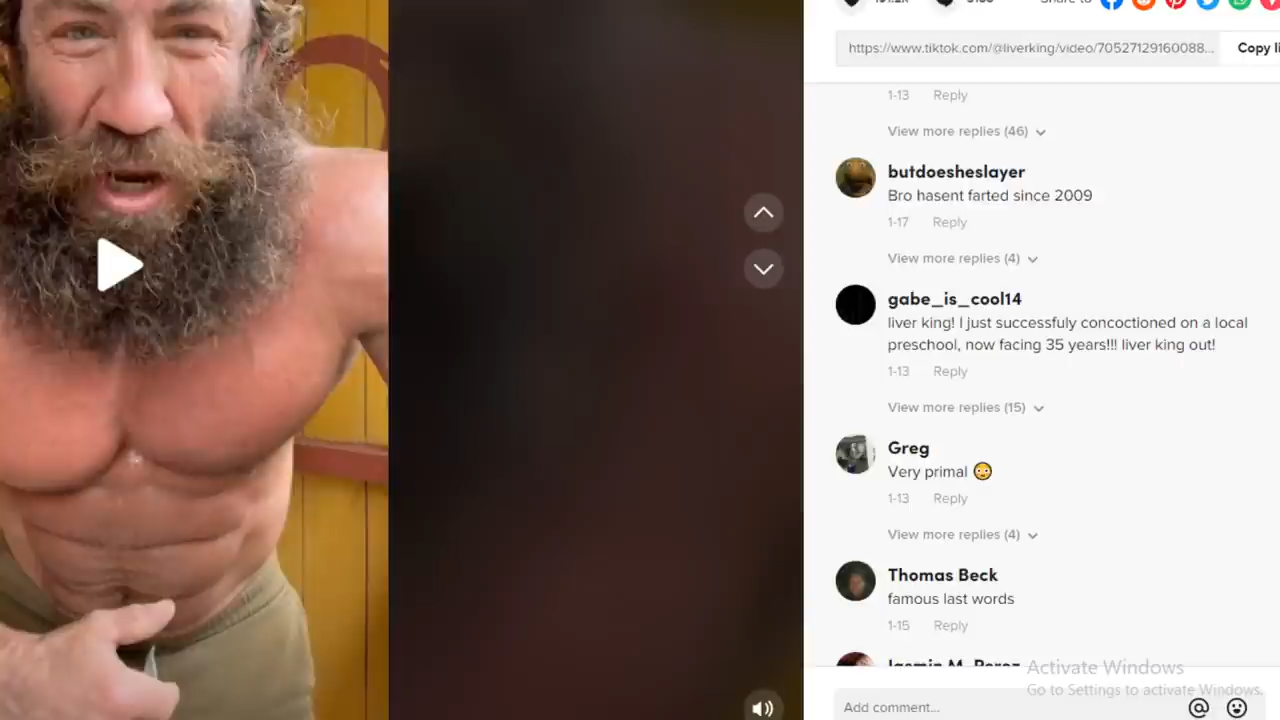 Share to
https://www.tiktok.com/@liverking/video/70527129160088...
Copy li
1-13 Reply
View more replies (46)
butdoesheslayer
Bro hasent farted since 2009
1-17 Reply
View more replies (4)
gabe_is_cool14
liver king! I just successfuly concoctioned on a local
preschool, now facing 35 years!!! liver king out!
1-13 Reply
View more replies (15)
Greg
Very primal 😳
1-13 Reply
View more replies (4)
Thomas Beck
famous last words
1-15 Reply
Jasmin M. Perez
Activate Windows
Go to Settings to activate Windows.
Add comment...